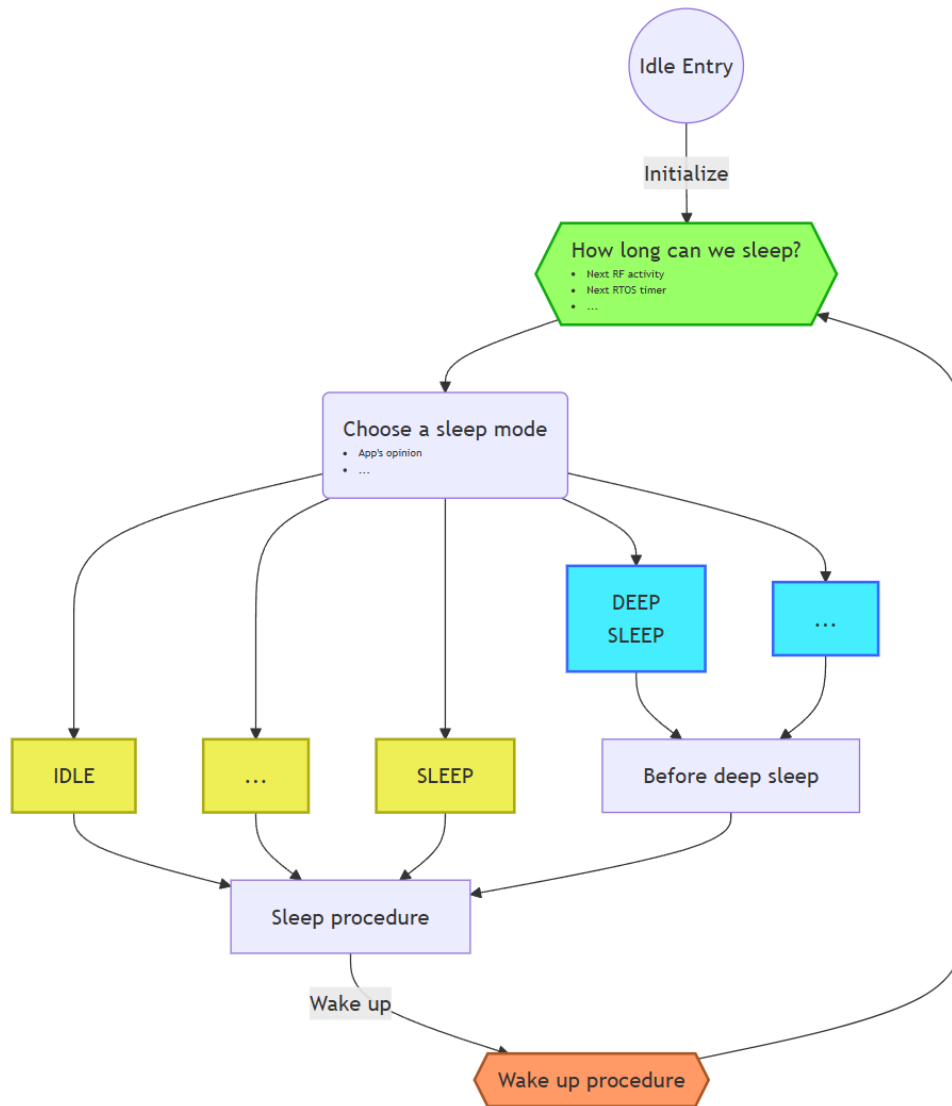 Idle Entry
Initialize
How long can we sleep?
• Next RF activity
• Next RTOS timer
• ...
Choose a sleep mode
• App's opinion
• ...
DEEP
SLEEP
...
IDLE
...
SLEEP
Before deep sleep
Sleep procedure
Wake up
Wake up procedure